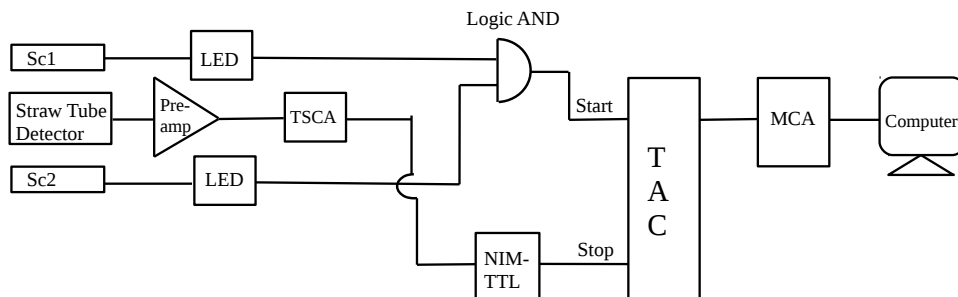 Logic AND
Sc1
LED
Straw Tube
Detector
Pre-
amp
TSCA
Start
MCA
Computer
Sc2
LED
T
A
C
NIM-
TTL
Stop